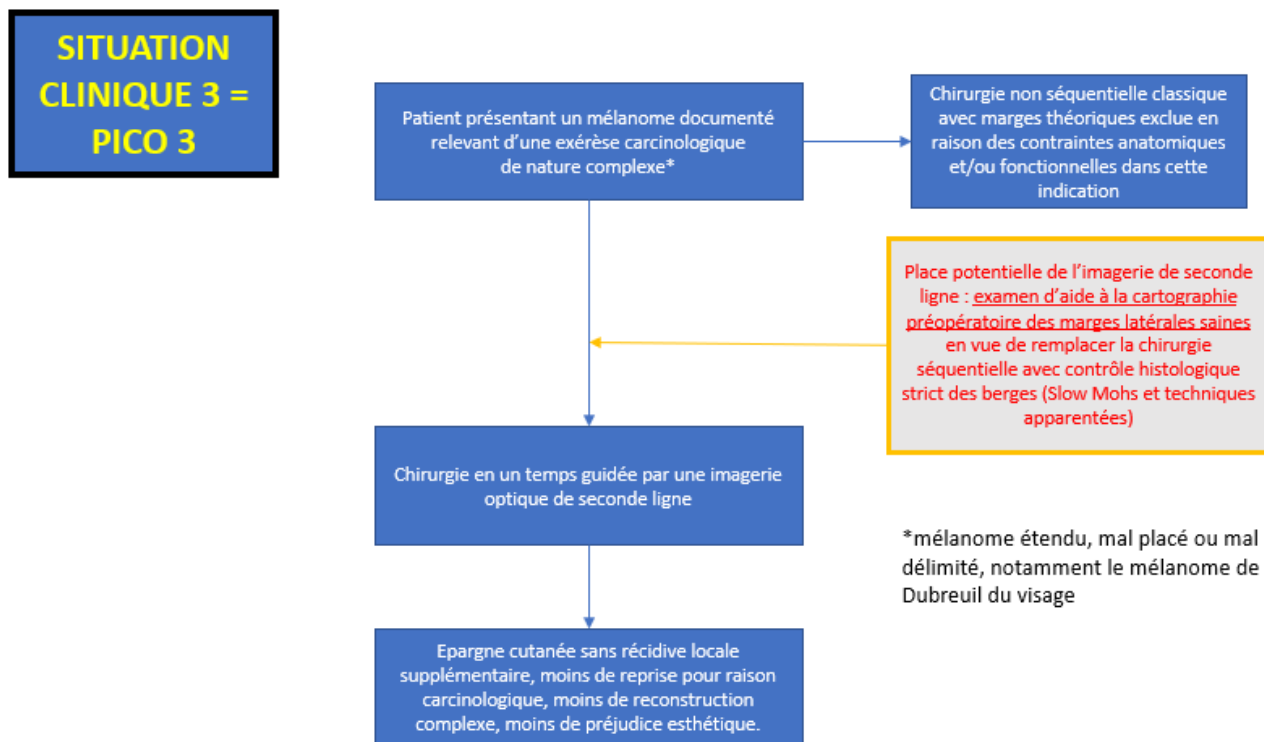 SITUATION
CLINIQUE 3 =
PICO 3
Patient présentant un mélanome documenté
relevant d'une exérèse carcinologique
de nature complexe*
Chirurgie non séquentielle classique
avec marges théoriques exclue en
raison des contraintes anatomiques
et/ou fonctionnelles dans cette
indication
Place potentielle de l'imagerie de seconde
ligne : examen d'aide à la cartographie
préopératoire des marges latérales saines
en vue de remplacer la chirurgie
séquentielle avec contrôle histologique
strict des berges (Slow Mohs et techniques
apparentées)
Chirurgie en un temps guidée par une imagerie
optique de seconde ligne
*mélanome étendu, mal placé ou mal
délimité, notamment le mélanome de
Dubreuil du visage
Epargne cutanée sans récidive locale
supplémentaire, moins de reprise pour raison
carcinologique, moins de reconstruction
complexe, moins de préjudice esthétique.